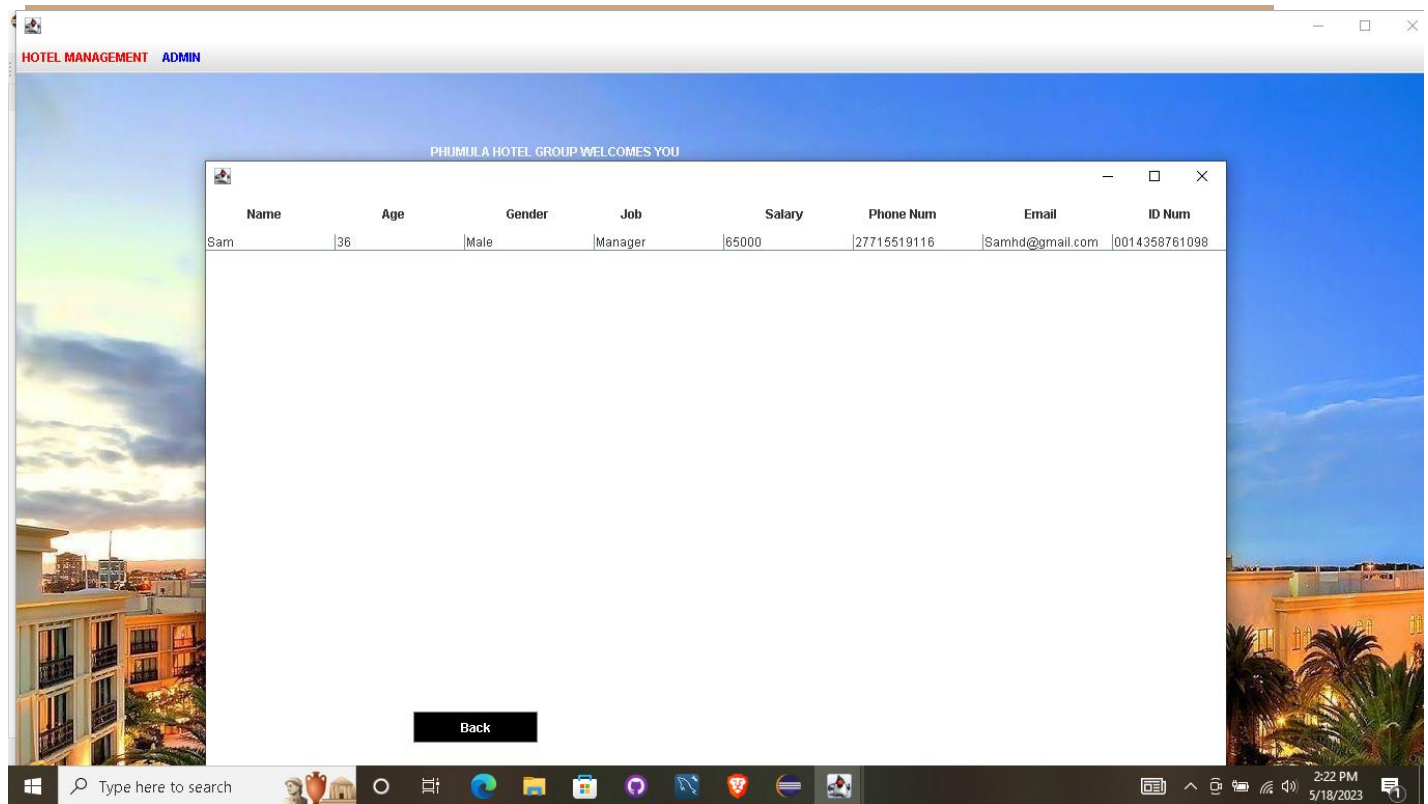 HOTEL MANAGEMENT ADMIN
PHUMULA HOTEL GROUP WELCOMES YOU
Name Age Gender Job Salary Phone Num Email ID Num
Sam 36 Male Manager 65000 27715519116 Samhd@gmail.com 0014358761098
Back
Type here to search
2:22 PM
5/18/2023
1